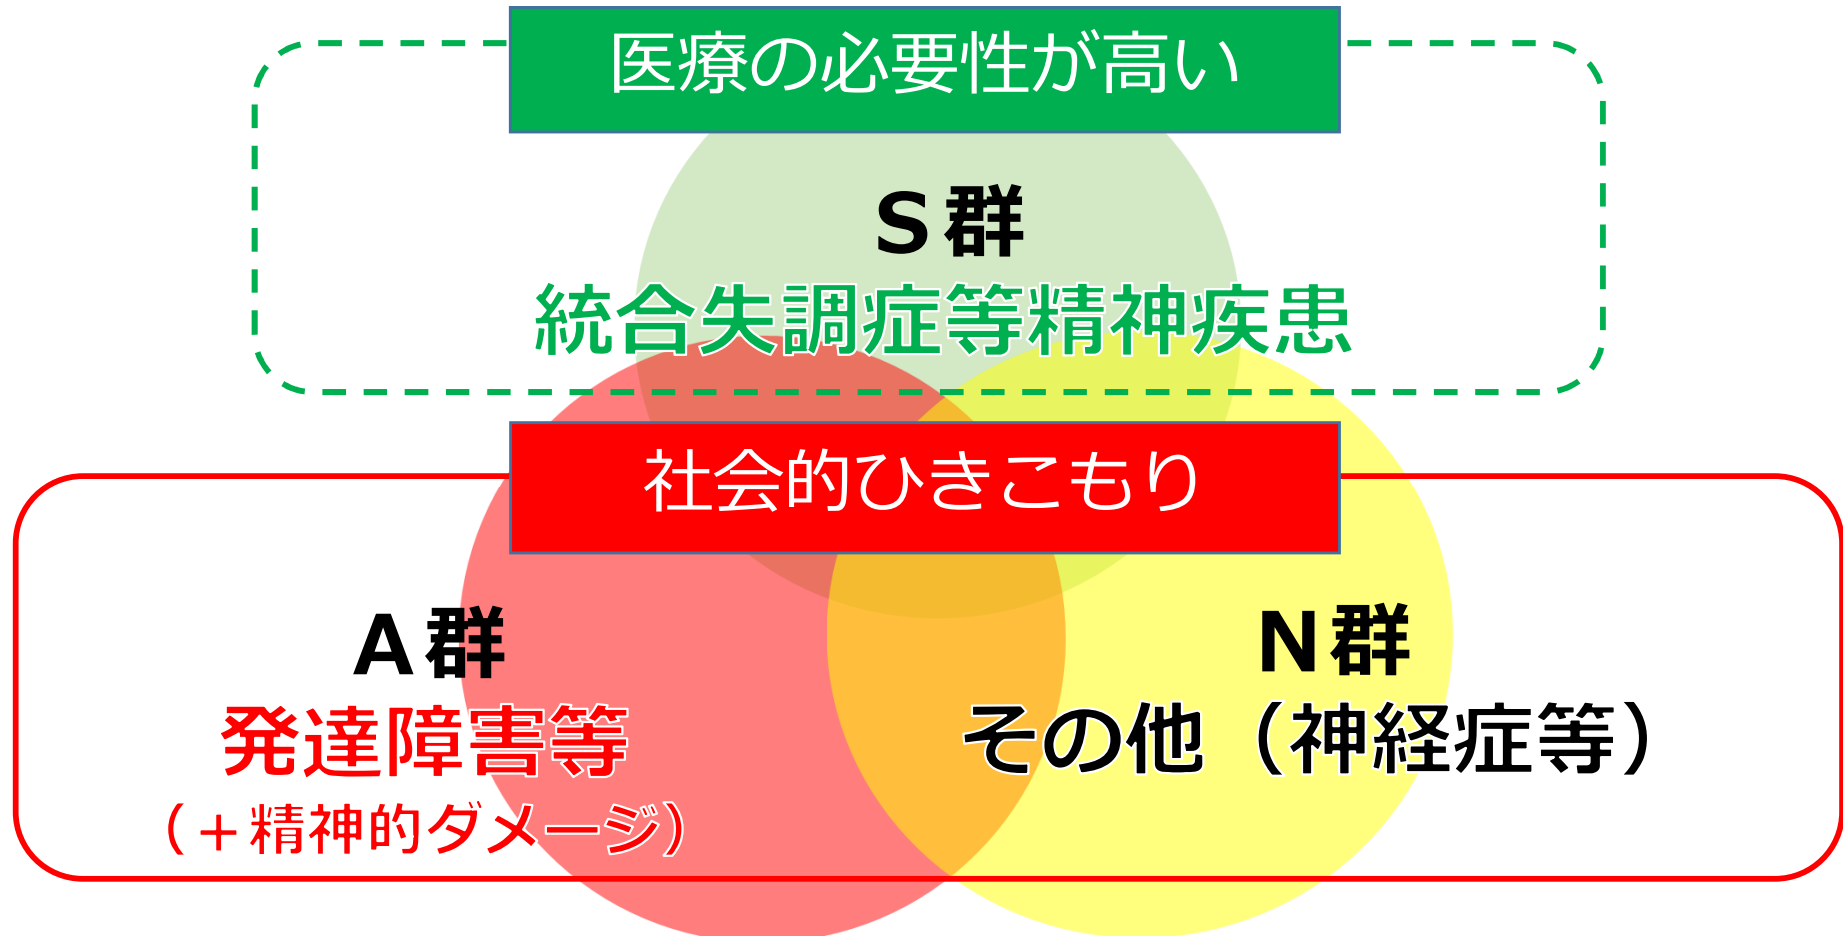 医療の必要性が高い
S群
統合失調症等精神疾患
社会的ひきこもり
A群
発達障害等
（＋精神的ダメージ）
N群
その他（神経症等）